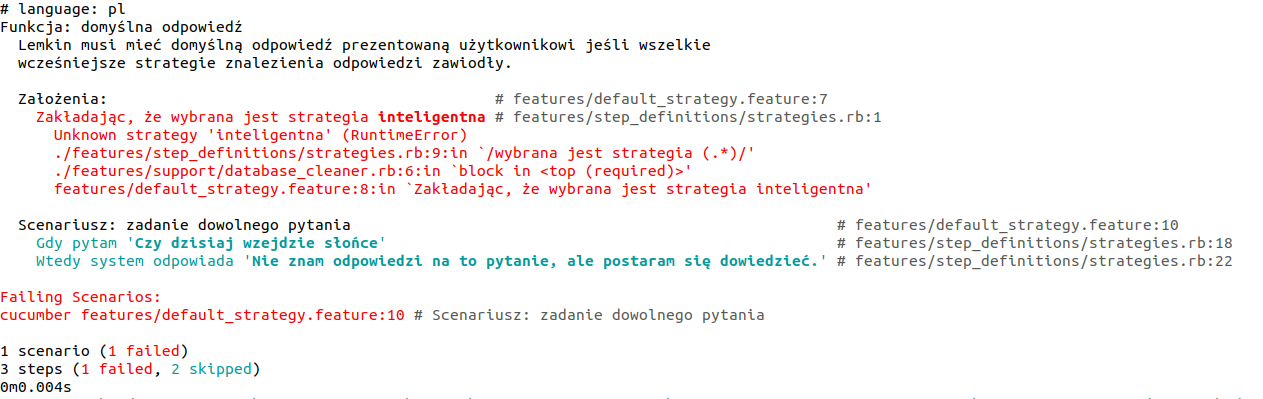 # language: pl
Funkcja: domyślna odpowiedź
Lemkin musi mieć domyślną odpowiedź prezentowaną użytkownikowi jeśli wszelkie
wcześniejsze strategie znalezienia odpowiedzi zawiodły.
Założenia: # features/default_strategy.feature:7
Zakładając, że wybrana jest strategia inteligentna # features/step_definitions/strategies.rb:1
Unknown strategy 'inteligentna' (RuntimeError)
./features/step_definitions/strategies.rb:9:in `/wybrana jest strategia (.*)/'
./features/support/database_cleaner.rb:6:in `block in <top (required)>'
features/default_strategy.feature:8:in `Zakładając, że wybrana jest strategia inteligentna'
Scenariusz: zadanie dowolnego pytania # features/default_strategy.feature:10
Gdy pytam 'Czy dzisiaj wzejdzie słońce' # features/step_definitions/strategies.rb:18
Wtedy system odpowiada 'Nie znam odpowiedzi na to pytanie, ale postaram się dowiedzieć.' # features/step_definitions/strategies.rb:22
Failing Scenarios:
cucumber features/default_strategy.feature:10 # Scenariusz: zadanie dowolnego pytania
1 scenario (1 failed)
3 steps (1 failed, 2 skipped)
0m0.004s